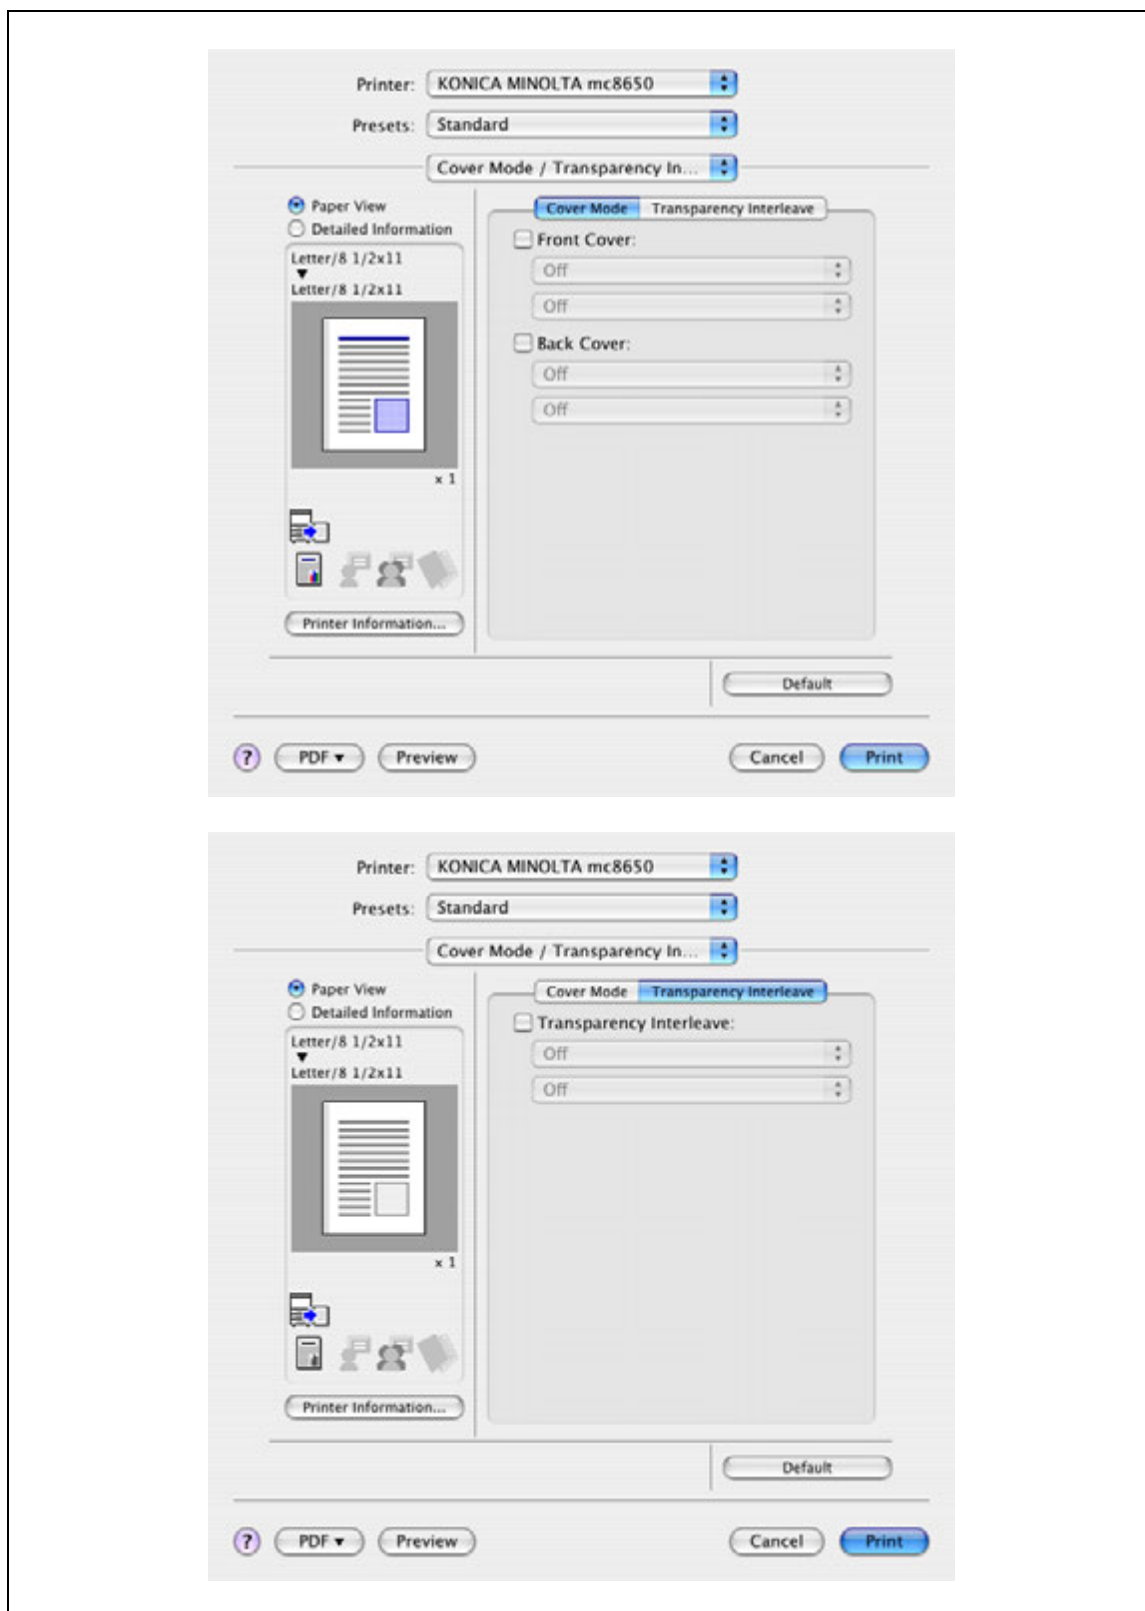 Printer: KONICA MINOLTA mc8650
Presets: Standard
Cover Mode / Transparency In...
Paper View
Detailed Information
Letter/8 1/2x11
Letter/8 1/2x11
x 1
Printer Information...
Cover Mode Transparency Interleave
Front Cover:
Off
Off
Back Cover:
Off
Off
Default
? PDF Preview Cancel Print
Printer: KONICA MINOLTA mc8650
Presets: Standard
Cover Mode / Transparency In...
Paper View
Detailed Information
Letter/8 1/2x11
Letter/8 1/2x11
x 1
Printer Information...
Cover Mode Transparency Interleave
Transparency Interleave:
Off
Off
Default
? PDF Preview Cancel Print